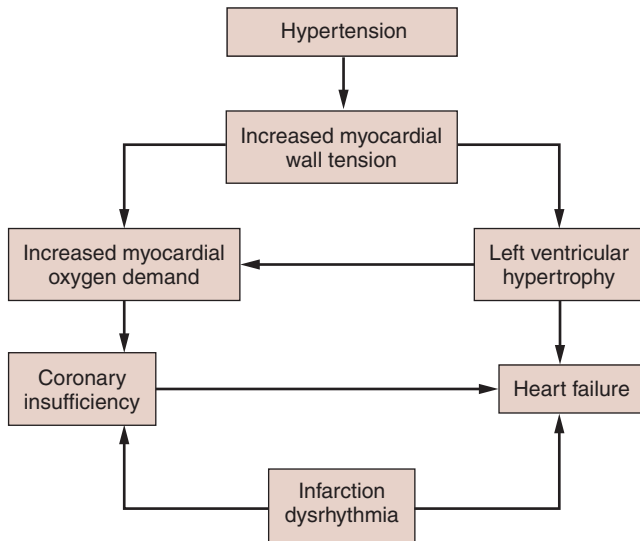 Hypertension
Increased myocardial
wall tension
Increased myocardial
oxygen demand
Left ventricular
hypertrophy
Coronary
insufficiency
Heart failure
Infarction
dysrhythmia